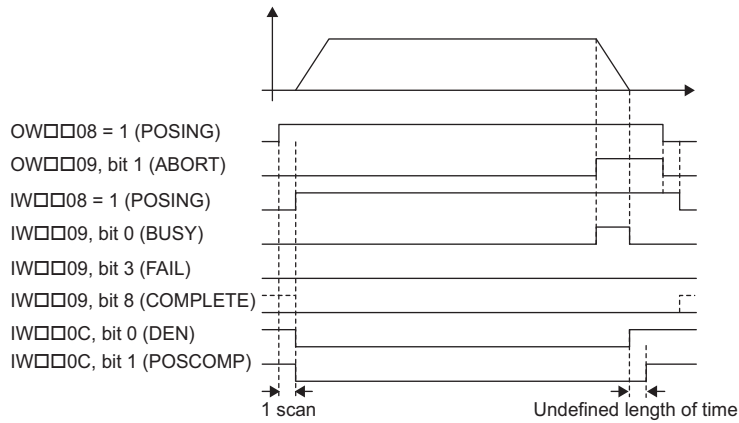 OW□□08 = 1 (POSING)
OW□□09, bit 1 (ABORT)
IW□□08 = 1 (POSING)
IW□□09, bit 0 (BUSY)
IW□□09, bit 3 (FAIL)
IW□□09, bit 8 (COMPLETE)
IW□□0C, bit 0 (DEN)
IW□□0C, bit 1 (POSCOMP)
1 scan
Undefined length of time